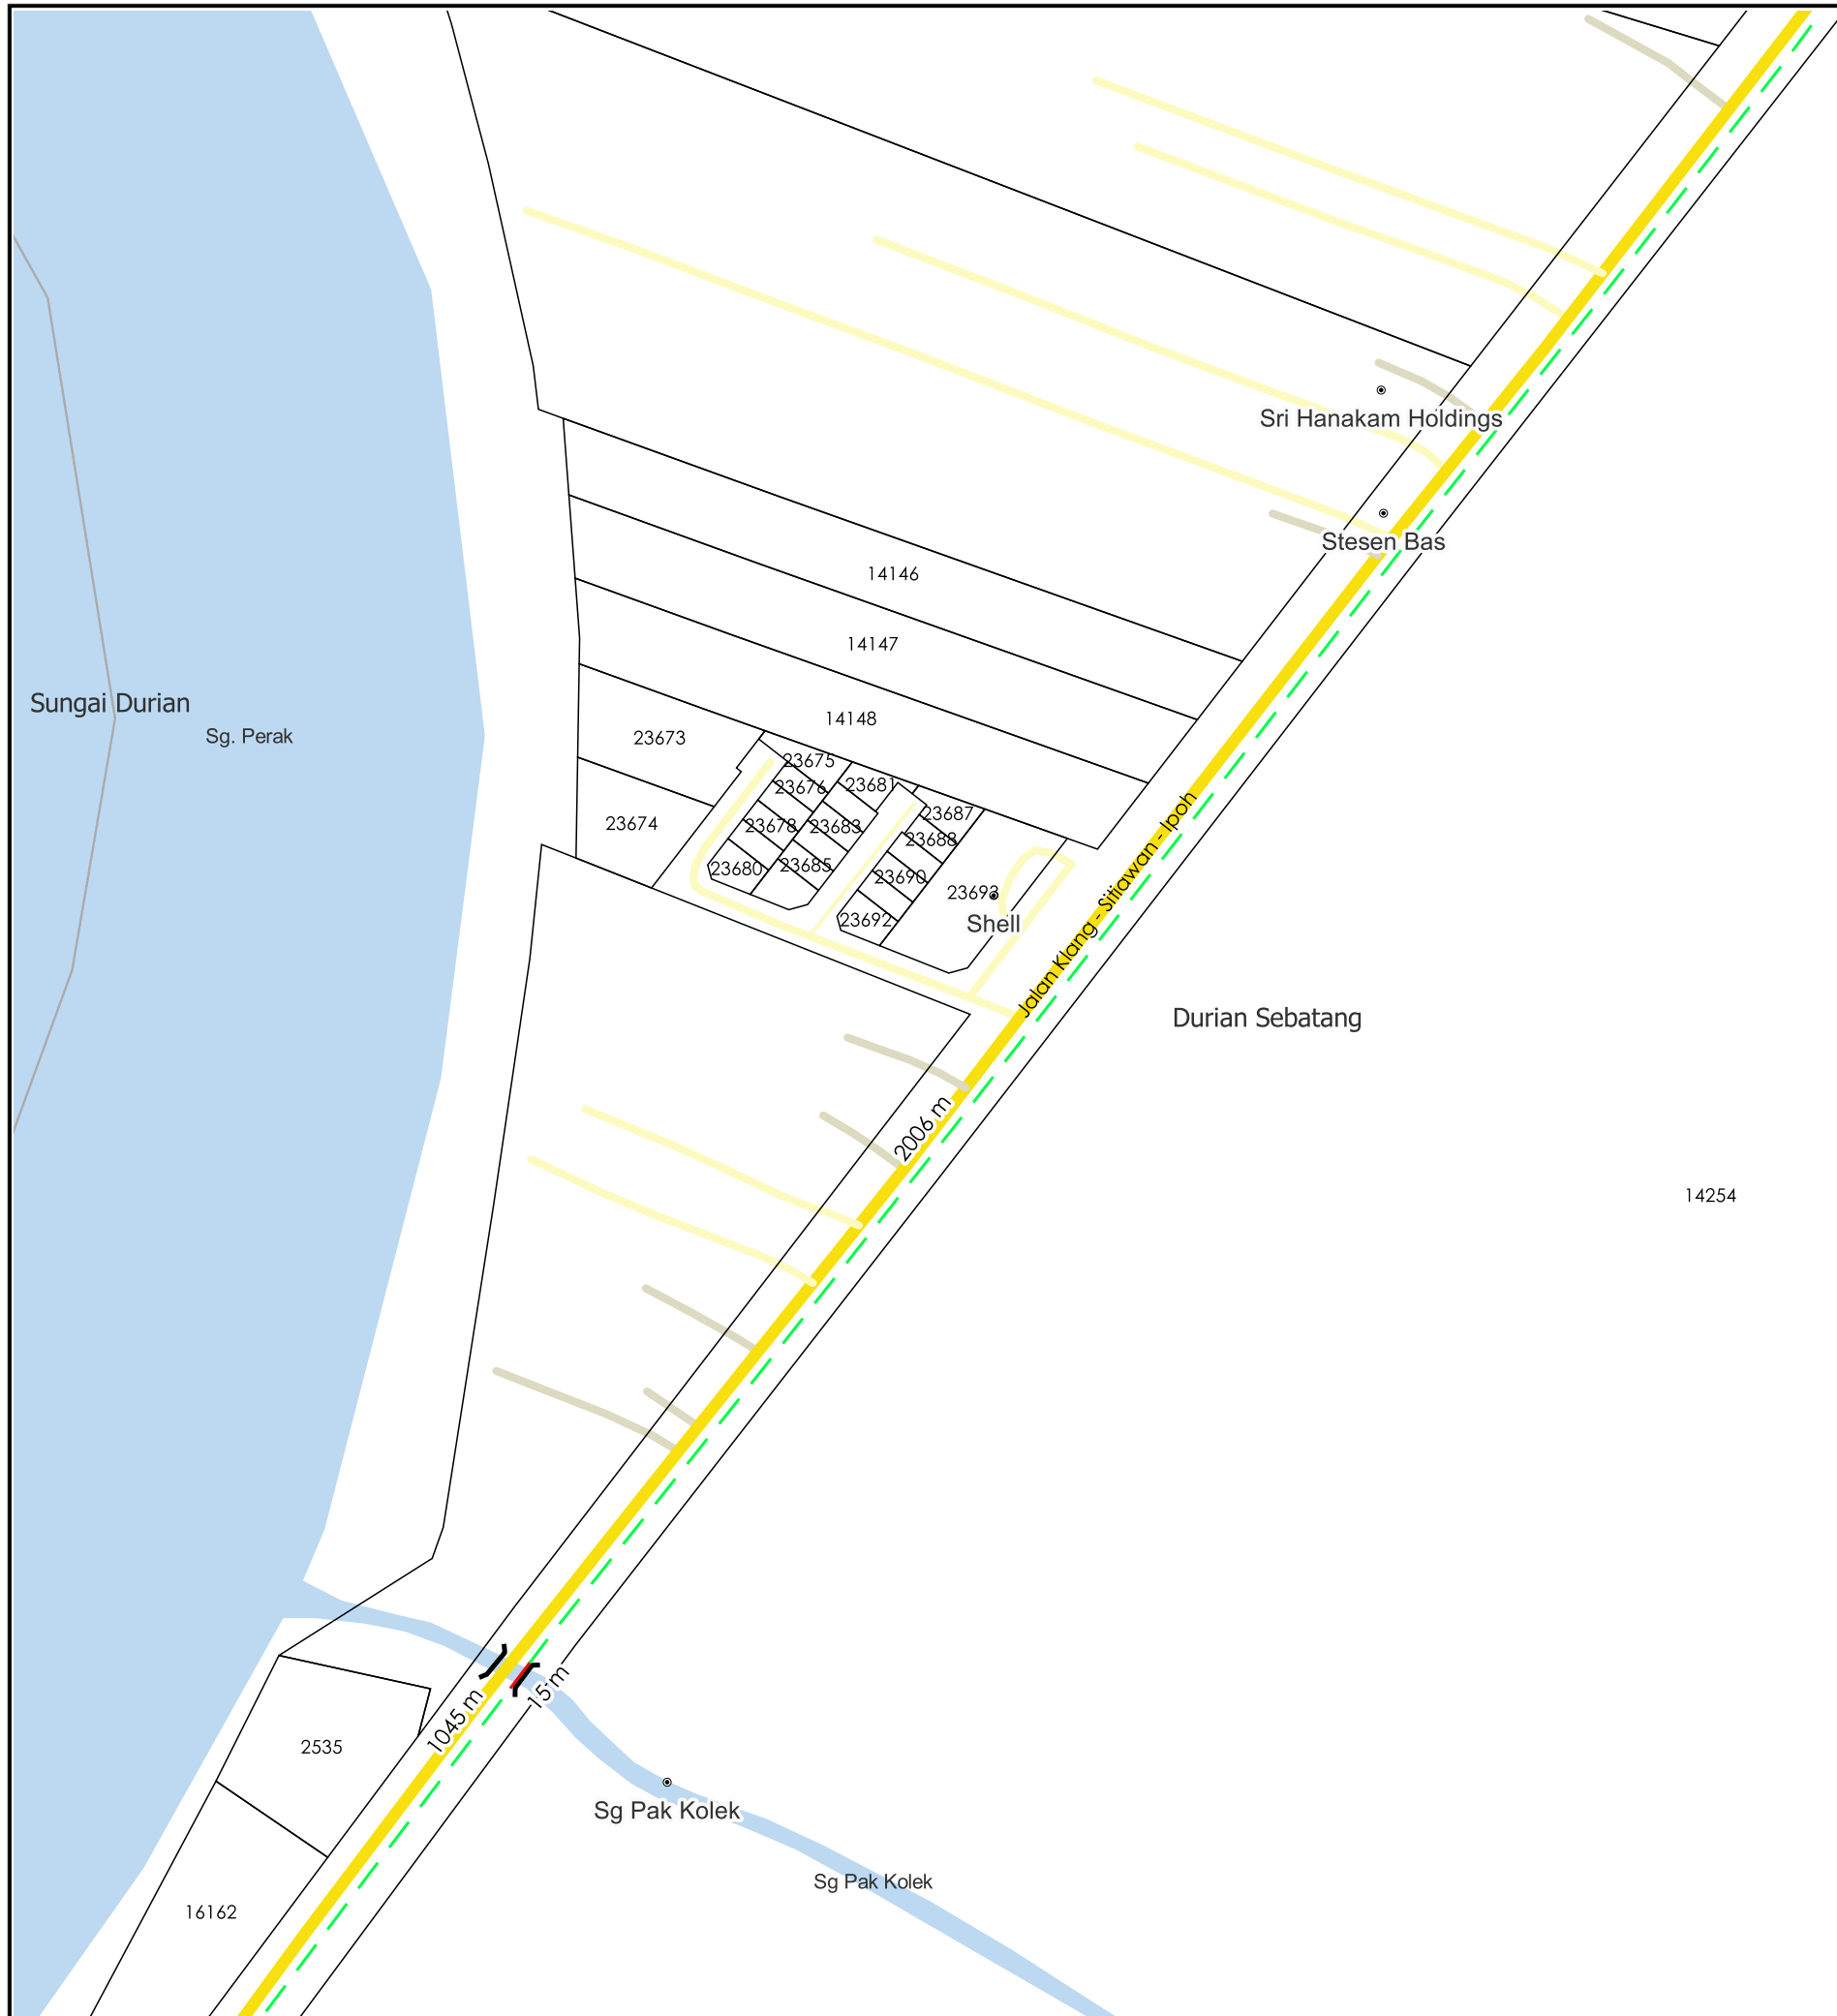 Sri Hanakam Holdings
Stesen Bas
14146
14147
Sungai Durian
Sg. Perak
14148
23673
23675
23676
23681
23674
23678
23683
23687
23688
23680
23685
23690
23693
23692
Shell
Jalan Klang - Sitiawan - Ipoh
Durian Sebatang
2006 m
14254
15 m
1045 m
2535
Sg Pak Kolek
Sg Pak Kolek
16162